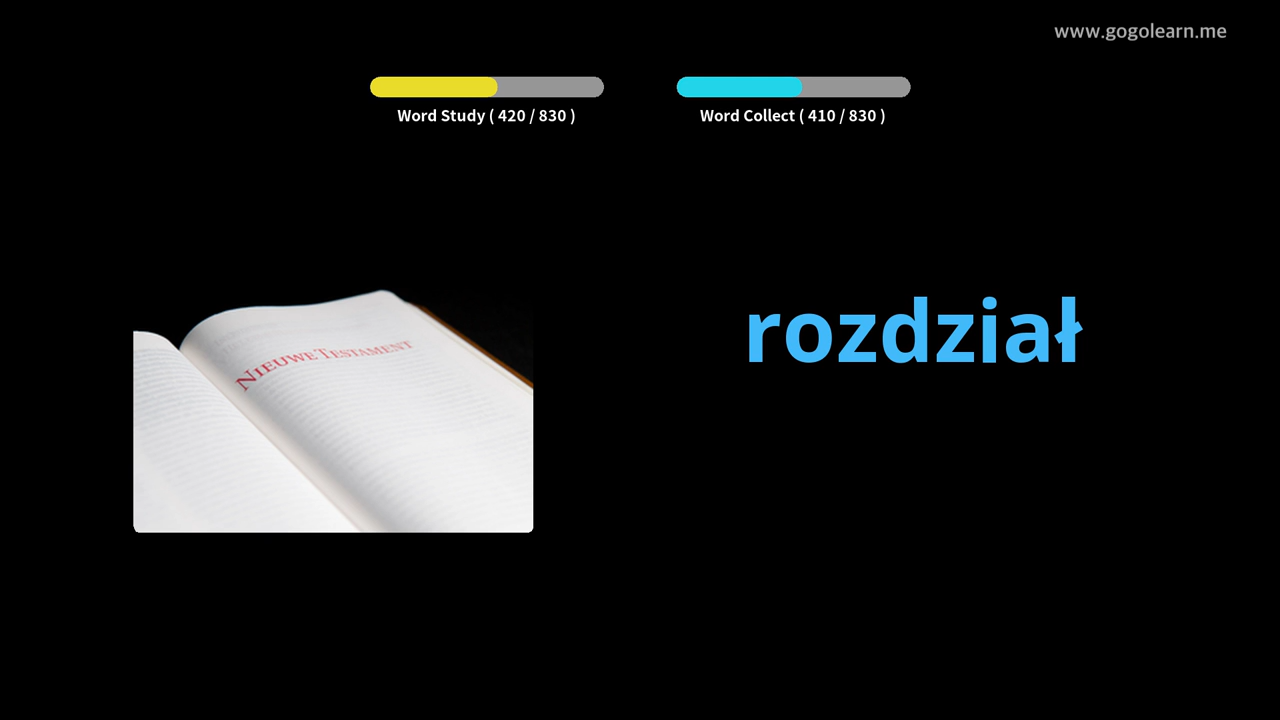 www.gogolearn.me
Word Study ( 420 / 830 )
Word Collect ( 410 / 830 )
rozdział
NIEUWE TESTAMENT